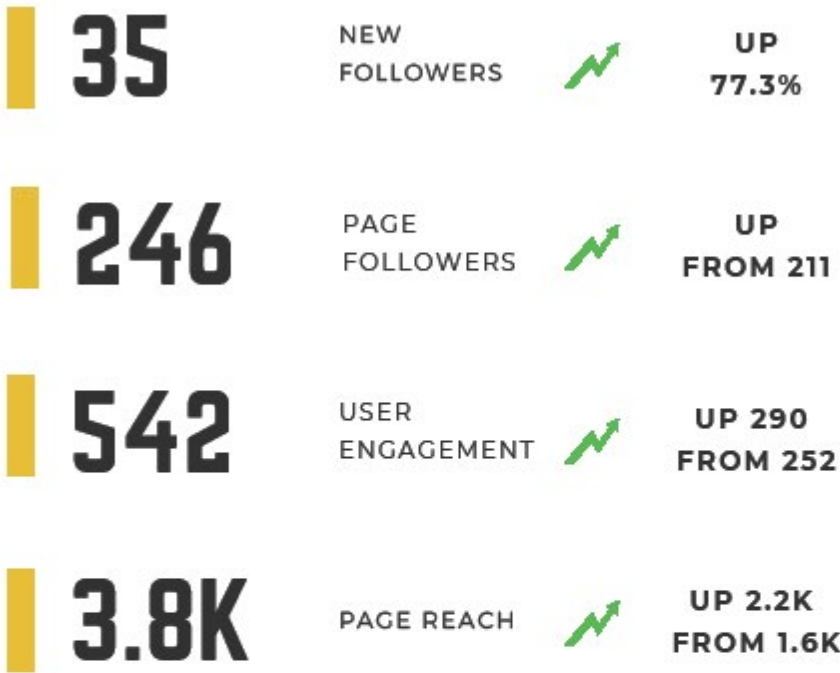 35
NEW
FOLLOWERS
UP
77.3%
246
PAGE
FOLLOWERS
UP
FROM 211
542
USER
ENGAGEMENT
UP 290
FROM 252
3.8K
PAGE REACH
UP 2.2K
FROM 1.6K